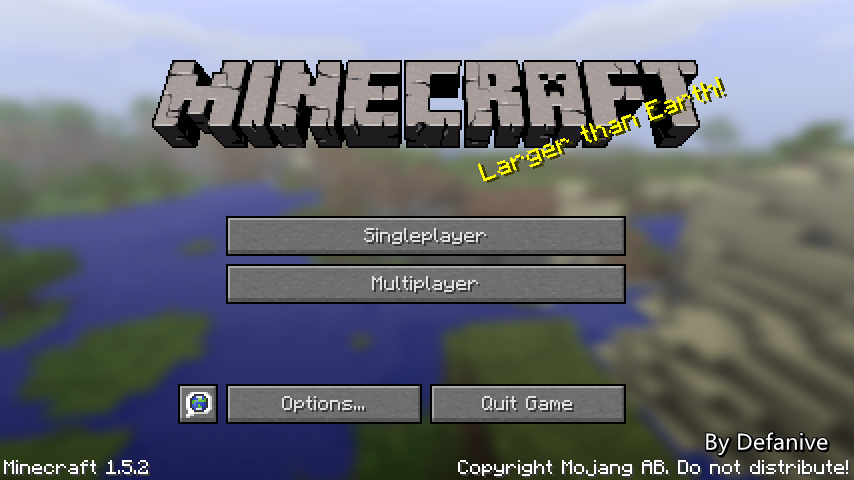 MINECRAFT
Larger than Earth!
Singleplayer
Multiplayer
Options...
Quit Game
By Defanive
Minecraft 1.5.2
Copyright Mojang AB. Do not distribute!